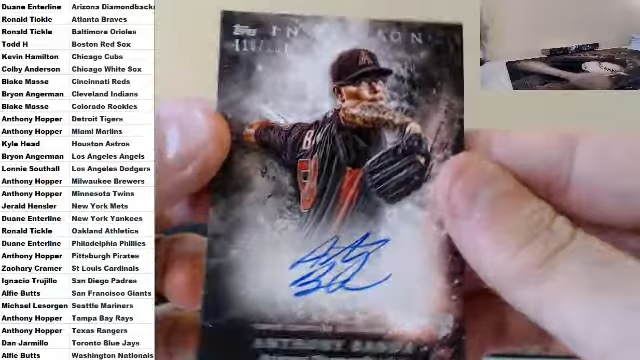 Duane Enterline Arizona Diamondbacks
Ronald Tickle Atlanta Braves
Ronald Tickle Baltimore Orioles
Todd H Boston Red Sox
Kevin Hamilton Chicago Cubs
Colby Anderson Chicago White Sox
Blake Masse Cincinnati Reds
Bryon Angerman Cleveland Indians
Blake Masse Colorado Rookies
Anthony Hopper Detroit Tigers
Anthony Hopper Miami Marlins
Kyle Head Houston Astros
Bryon Angerman Los Angeles Angels
Lonnie Southall Los Angeles Dodgers
Anthony Hopper Milwaukee Brewers
Anthony Hopper Minnesota Twins
Jerald Hensler New York Mets
Duane Enterline New York Yankees
Ronald Tickle Oakland Athletics
Duane Enterline Philadelphia Phillies
Anthony Hopper Pittsburgh Pirates
Zachary Cramer St Louis Cardinals
Ignacio Trujillo San Diego Padres
Alfie Butts San Francisco Giants
Michael Lesorgen Seattle Mariners
Anthony Hopper Tampa Bay Rays
Anthony Hopper Texas Rangers
Dan Jarmillo Toronto Blue Jays
Alfie Butts Washington Nationals
Topps